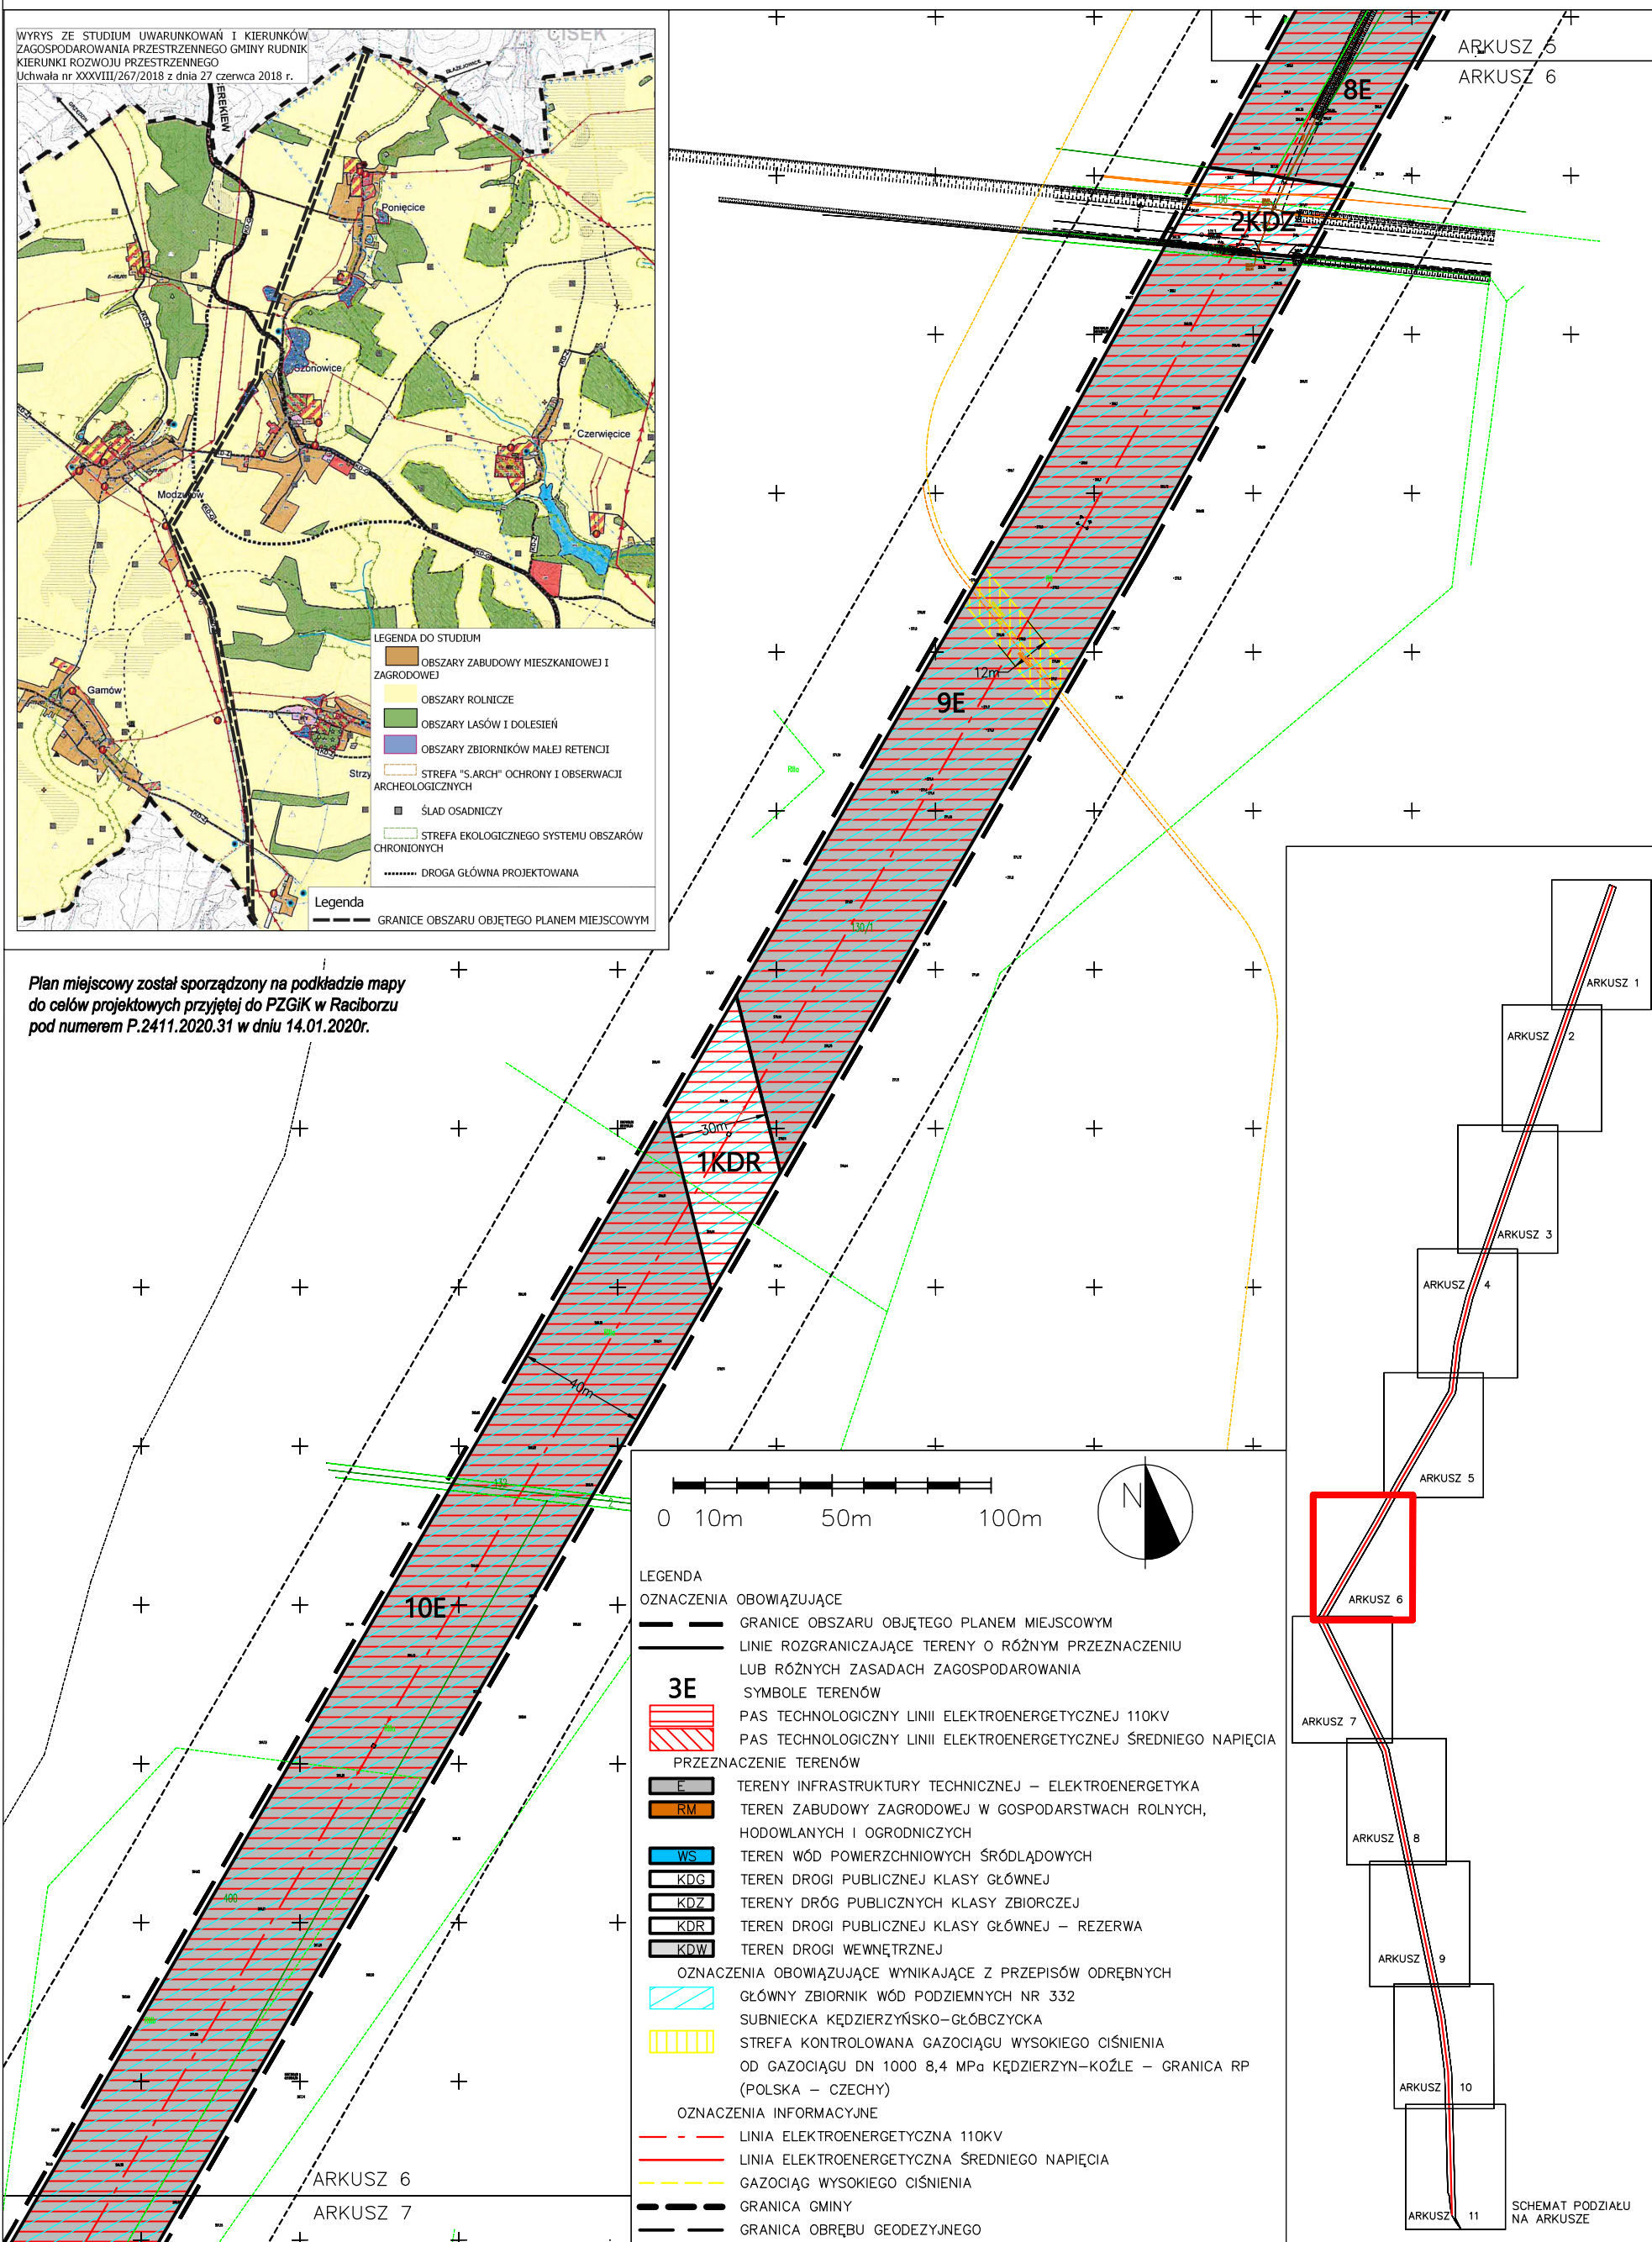 WYRYS ZE STUDIUM UWARUNKOWAŃ I KIERUNKÓW
ZAGOSPODAROWANIA PRZESTRZENNEGO GMINY RUDNIK
KIERUNKI ROZWOJU PRZESTRZENNEGO
Uchwała nr XXXVIII/267/2018 z dnia 27 czerwca 2018 r.
CISEK
BŁAŻEJOWICE
Ponięcice
Szonowice
Czerwięcice
Modzurów
Gamów
Strzy
LEGENDA DO STUDIUM
OBSZARY ZABUDOWY MIESZKANIOWEJ I
ZAGRODOWEJ
OBSZARY ROLNICZE
OBSZARY LASÓW I DOLESIEŃ
OBSZARY ZBIORNIKÓW MAŁEJ RETENCJI
STREFA "S.ARCH" OCHRONY I OBSERWACJI
ARCHEOLOGICZNYCH
ŚLAD OSADNICZY
STREFA EKOLOGICZNEGO SYSTEMU OBSZARÓW
CHRONIONYCH
DROGA GŁÓWNA PROJEKTOWANA
Legenda
GRANICE OBSZARU OBJĘTEGO PLANEM MIEJSCOWYM
Plan miejscowy został sporządzony na podkładzie mapy
do celów projektowych przyjętej do PZGiK w Raciborzu
pod numerem P.2411.2020.31 w dniu 14.01.2020r.
ARKUSZ 5
ARKUSZ 6
8E
2KDZ
12m
9E
130/1
30m
1KDR
40m
132
2
10E
400
ARKUSZ 6
ARKUSZ 7
0 10m 50m 100m
N
LEGENDA
OZNACZENIA OBOWIĄZUJĄCE
GRANICE OBSZARU OBJĘTEGO PLANEM MIEJSCOWYM
LINIE ROZGRANICZAJĄCE TERENY O RÓŻNYM PRZEZNACZENIU
LUB RÓŻNYCH ZASADACH ZAGOSPODAROWANIA
3E SYMBOLE TERENÓW
PAS TECHNOLOGICZNY LINII ELEKTROENERGETYCZNEJ 110KV
PAS TECHNOLOGICZNY LINII ELEKTROENERGETYCZNEJ ŚREDNIEGO NAPIĘCIA
PRZEZNACZENIE TERENÓW
E TERENY INFRASTRUKTURY TECHNICZNEJ – ELEKTROENERGETYKA
RM TEREN ZABUDOWY ZAGRODOWEJ W GOSPODARSTWACH ROLNYCH,
HODOWLANYCH I OGRODNICZYCH
WS TEREN WÓD POWIERZCHNIOWYCH ŚRÓDLĄDOWYCH
KDG TEREN DROGI PUBLICZNEJ KLASY GŁÓWNEJ
KDZ TERENY DRÓG PUBLICZNYCH KLASY ZBIORCZEJ
KDR TEREN DROGI PUBLICZNEJ KLASY GŁÓWNEJ – REZERWA
KDW TEREN DROGI WEWNĘTRZNEJ
OZNACZENIA OBOWIĄZUJĄCE WYNIKAJĄCE Z PRZEPISÓW ODRĘBNYCH
GŁÓWNY ZBIORNIK WÓD PODZIEMNYCH NR 332
SUBNIECKA KĘDZIERZYŃSKO–GŁÓBCZYCKA
STREFA KONTROLOWANA GAZOCIĄGU WYSOKIEGO CIŚNIENIA
OD GAZOCIĄGU DN 1000 8,4 MPa KĘDZIERZYN–KOŹLE – GRANICA RP
(POLSKA – CZECHY)
OZNACZENIA INFORMACYJNE
LINIA ELEKTROENERGETYCZNA 110KV
LINIA ELEKTROENERGETYCZNA ŚREDNIEGO NAPIĘCIA
GAZOCIĄG WYSOKIEGO CIŚNIENIA
GRANICA GMINY
GRANICA OBRĘBU GEODEZYJNEGO
ARKUSZ 1
ARKUSZ 2
ARKUSZ 3
ARKUSZ 4
ARKUSZ 5
ARKUSZ 6
ARKUSZ 7
ARKUSZ 8
ARKUSZ 9
ARKUSZ 10
ARKUSZ 11
SCHEMAT PODZIAŁU
NA ARKUSZE